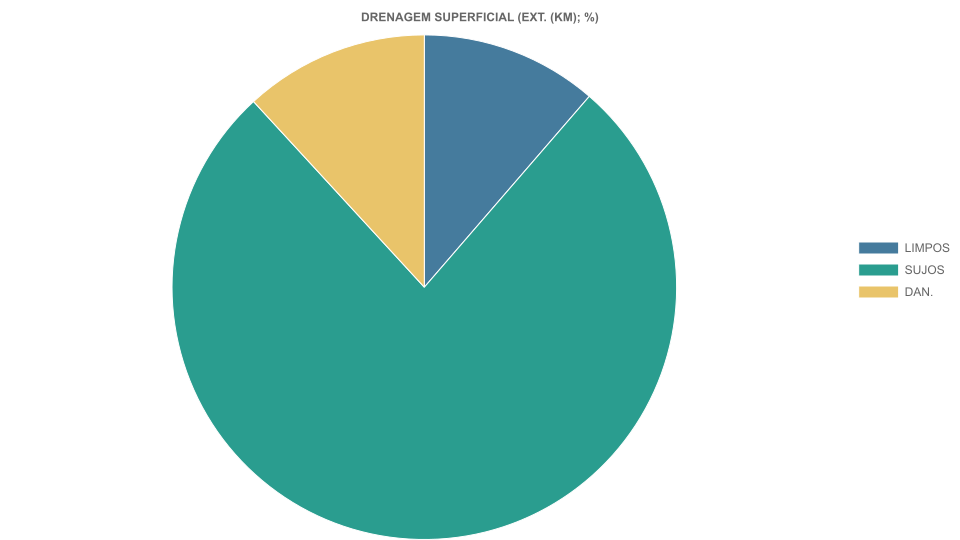 DRENAGEM SUPERFICIAL (EXT. (KM); %)
LIMPOS
SUJOS
DAN.